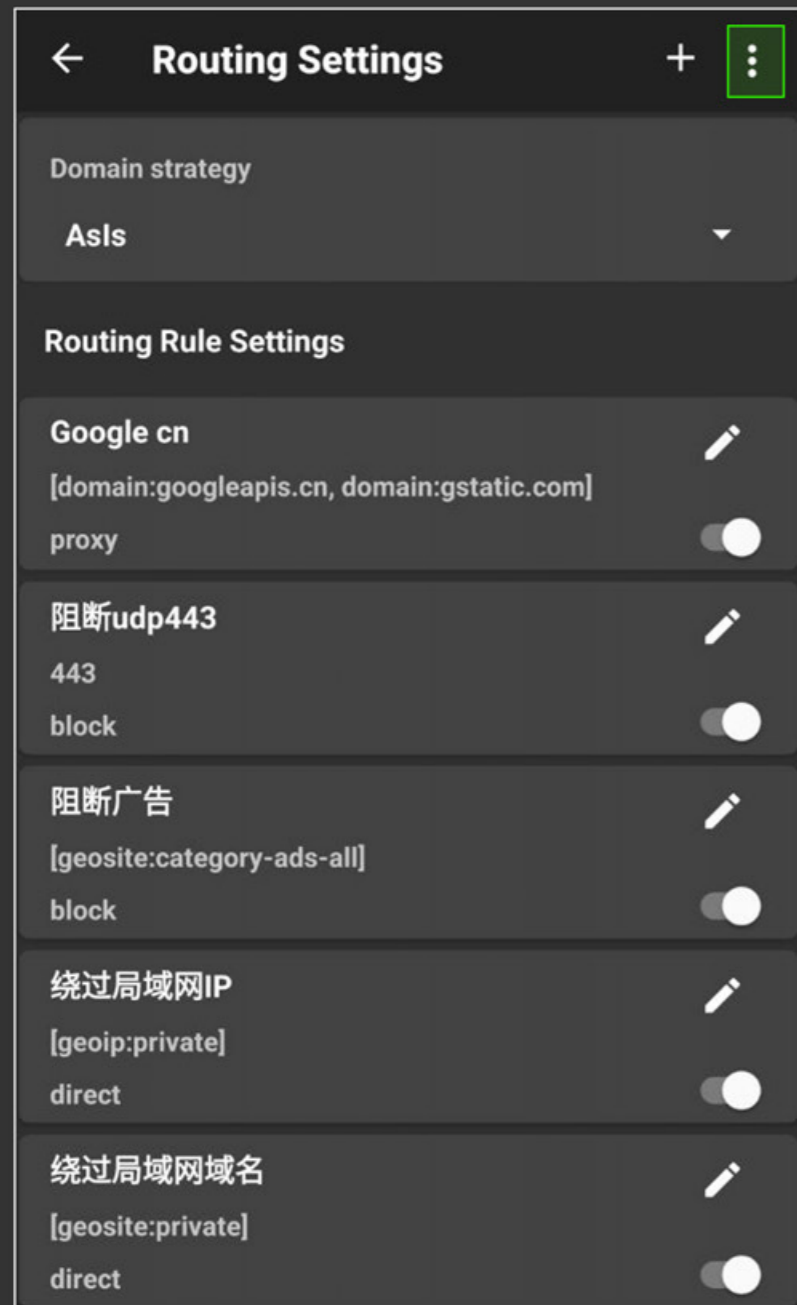 Routing Settings
Domain strategy
AsIs
Routing Rule Settings
Google cn
[domain:googleapis.cn, domain:gstatic.com]
proxy
阻断udp443
443
block
阻断广告
[geosite:category-ads-all]
block
绕过局域网IP
[geoip:private]
direct
绕过局域网域名
[geosite:private]
direct